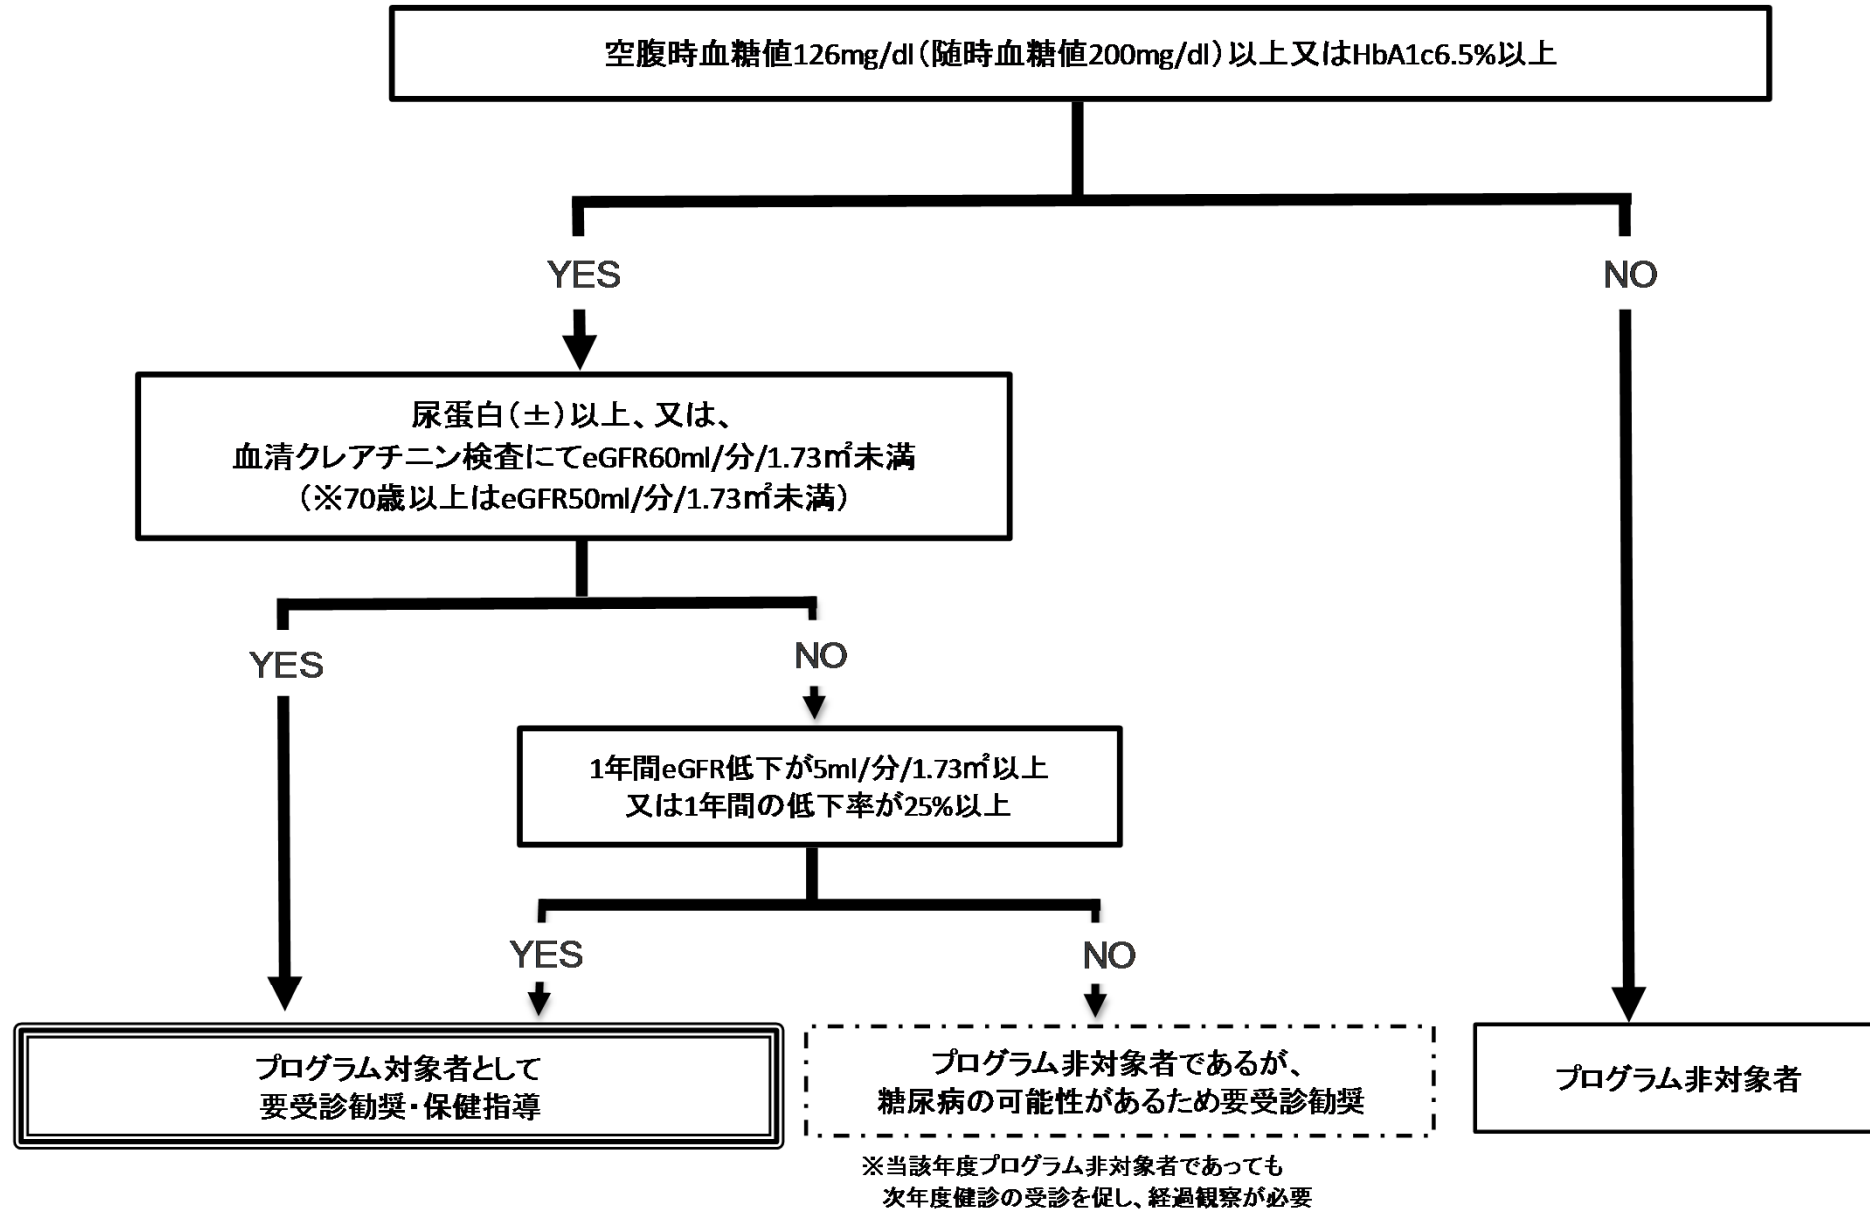 空腹時血糖値126mg/dl（随時血糖値200mg/dl）以上又はHbA1c6.5%以上
YES
NO
尿蛋白（±）以上、又は、
血清クレアチニン検査にてeGFR60ml/分/1.73㎡未満
（※70歳以上はeGFR50ml/分/1.73㎡未満）
YES
NO
1年間eGFR低下が5ml/分/1.73㎡以上
又は1年間の低下率が25%以上
YES
NO
プログラム対象者として
要受診勧奨・保健指導
プログラム非対象者であるが、
糖尿病の可能性があるため要受診勧奨
プログラム非対象者
※当該年度プログラム非対象者であっても
次年度健診の受診を促し、経過観察が必要